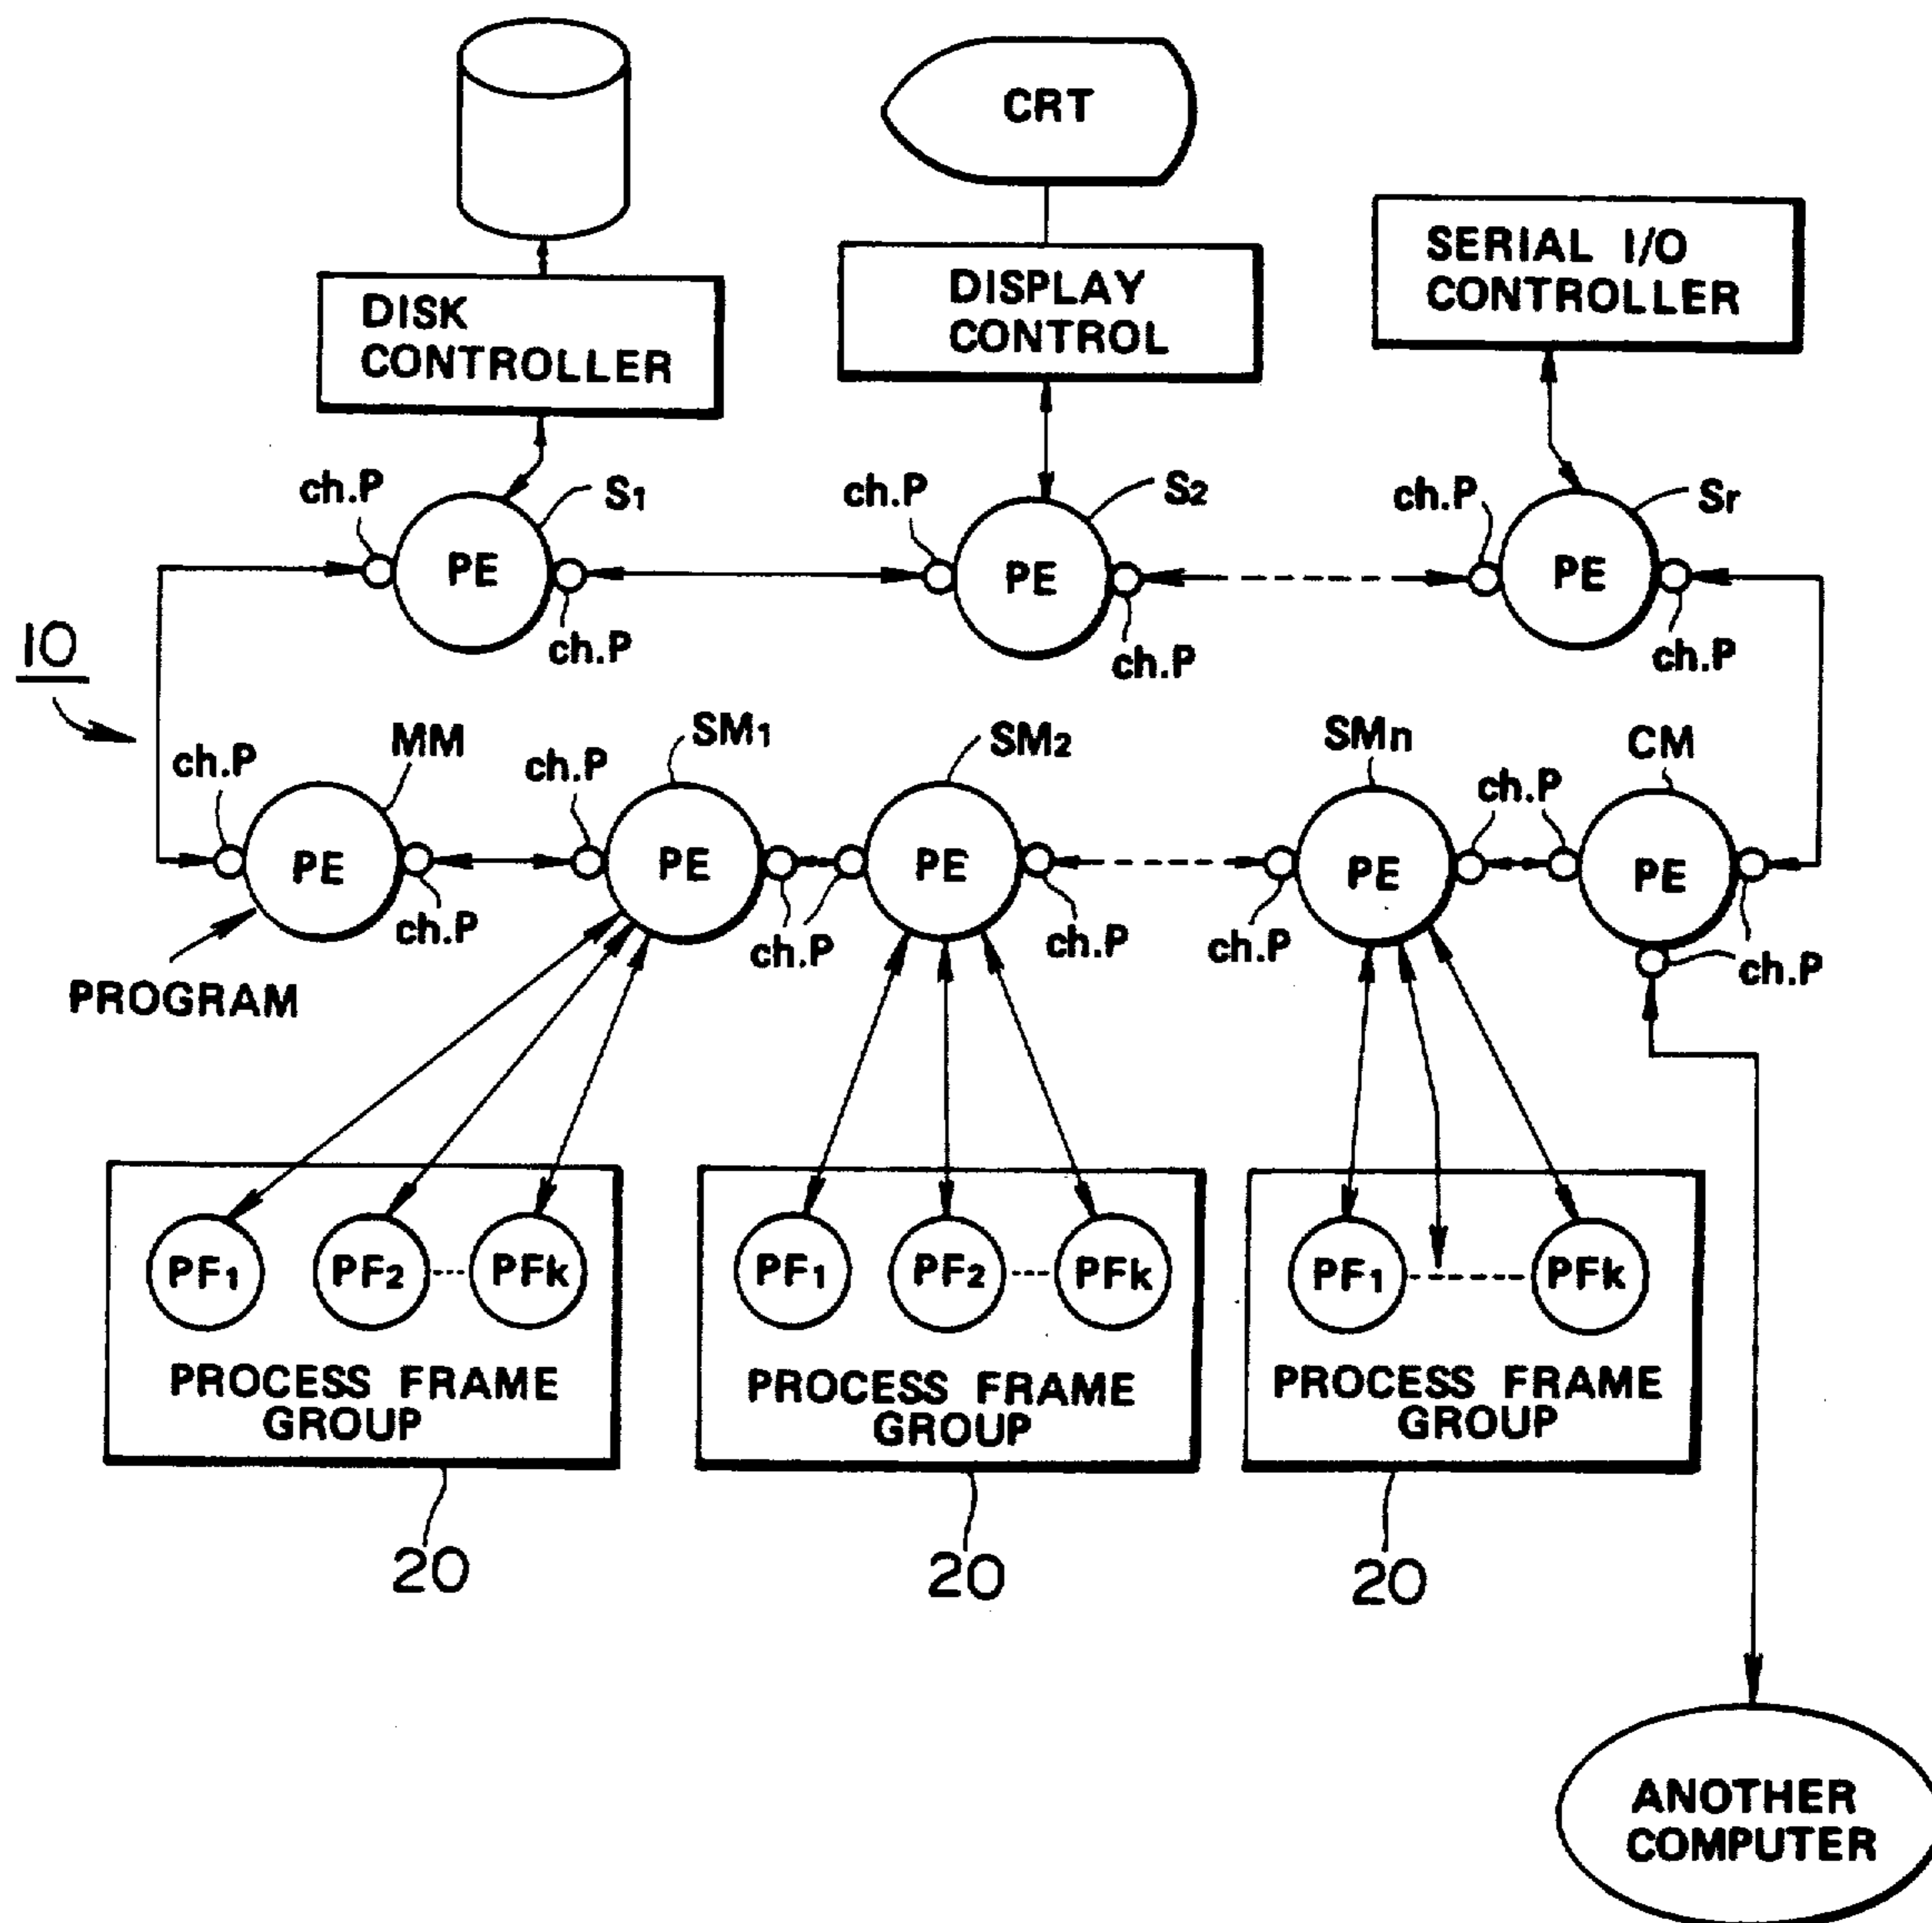 CRT
SERIAL I/O
CONTROLLER
DISPLAY
CONTROL
DISK
CONTROLLER
ch.P
S1
ch.P
S2
ch.P
Sr
PE
PE
PE
ch.P
ch.P
ch.P
10
ch.P
MM
ch.P
SM1
SM2
SMn
ch.P
CM
PE
PE
PE
PE
PE
ch.P
ch.P
ch.P
ch.P
ch.P
PROGRAM
PF1
PF2
PFk
PF1
PF2
PFk
PF1
PFk
PROCESS FRAME
GROUP
PROCESS FRAME
GROUP
PROCESS FRAME
GROUP
20
20
20
ANOTHER
COMPUTER